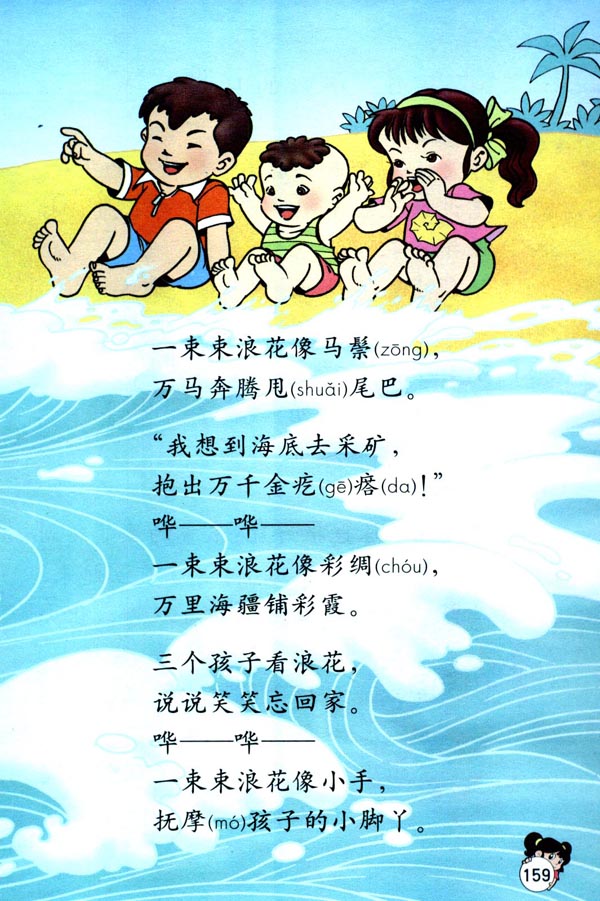 一束束浪花像马鬃(zōng)，
万马奔腾甩(shuǎi)尾巴。
“我想到海底去采矿，
抱出万千金疙(gē)瘩(da)！”
哗——哗——
一束束浪花像彩绸(chóu)，
万里海疆铺彩霞。
三个孩子看浪花，
说说笑笑忘回家。
哗——哗——
一束束浪花像小手，
抚摩(mó)孩子的小脚丫。
159